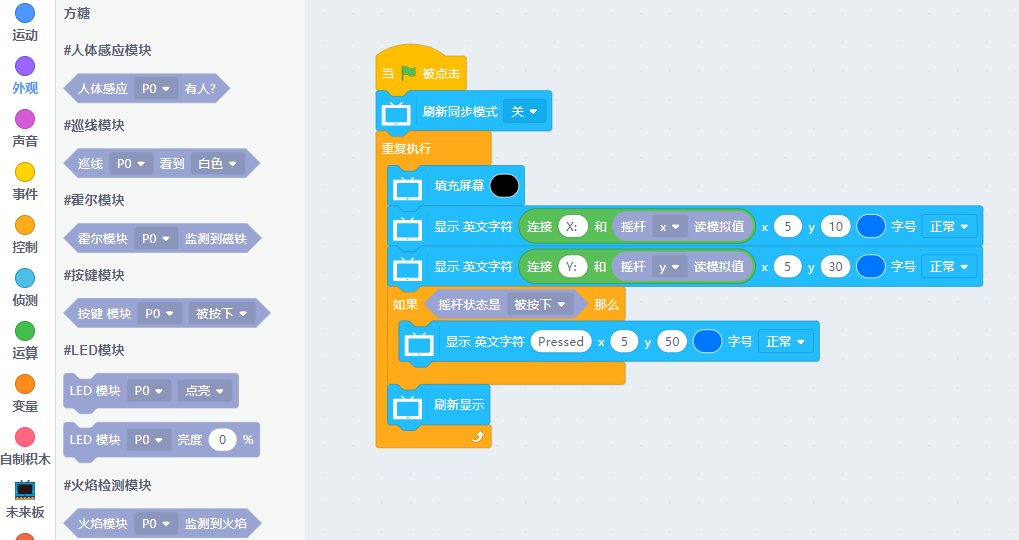 运动
外观
声音
事件
控制
侦测
运算
变量
自制积木
未来板
方糖
#人体感应模块
人体感应 P0 有人?
#巡线模块
巡线 P0 看到 白色
#霍尔模块
霍尔模块 P0 监测到磁铁
#按键模块
按键 模块 P0 被按下
#LED模块
LED 模块 P0 点亮
LED 模块 P0 亮度 0 %
#火焰检测模块
火焰模块 P0 监测到火焰
当 被点击
刷新同步模式 关
重复执行
填充屏幕
显示 英文字符 连接 X: 和 摇杆 x 读模拟值 x 5 y 10 字号 正常
显示 英文字符 连接 Y: 和 摇杆 y 读模拟值 x 5 y 30 字号 正常
如果 摇杆状态是 被按下 那么
显示 英文字符 Pressed x 5 y 50 字号 正常
刷新显示